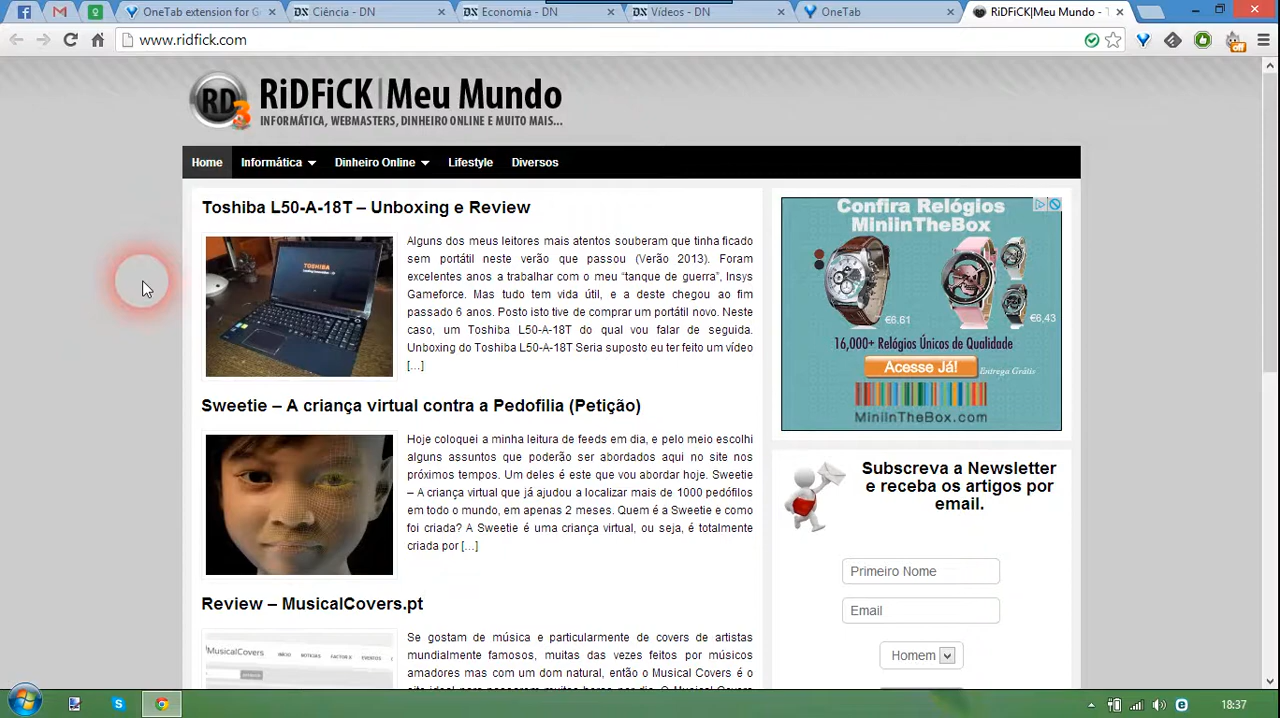 OneTab extension for G
Ciência - DN
Economia - DN
Vídeos - DN
OneTab
RiDFiCK|Meu Mundo - T
www.ridfick.com
off
RD3
RiDFiCK|Meu Mundo
INFORMÁTICA, WEBMASTERS, DINHEIRO ONLINE E MUITO MAIS...
Home Informática Dinheiro Online Lifestyle Diversos
Toshiba L50-A-18T – Unboxing e Review
TOSHIBA
Alguns dos meus leitores mais atentos souberam que tinha ficado
sem portátil neste verão que passou (Verão 2013). Foram
excelentes anos a trabalhar com o meu “tanque de guerra”, Insys
Gameforce. Mas tudo tem vida útil, e a deste chegou ao fim
passado 6 anos. Posto isto tive de comprar um portátil novo. Neste
caso, um Toshiba L50-A-18T do qual vou falar de seguida.
Unboxing do Toshiba L50-A-18T Seria suposto eu ter feito um vídeo
[...]
Sweetie – A criança virtual contra a Pedofilia (Petição)
Hoje coloquei a minha leitura de feeds em dia, e pelo meio escolhi
alguns assuntos que poderão ser abordados aqui no site nos
próximos tempos. Um deles é este que vou abordar hoje. Sweetie
– A criança virtual que já ajudou a localizar mais de 1000 pedófilos
em todo o mundo, em apenas 2 meses. Quem é a Sweetie e como
foi criada? A Sweetie é uma criança virtual, ou seja, é totalmente
criada por [...]
Review – MusicalCovers.pt
MusicalCovers INÍCIO NOTÍCIAS FACTOR X EVENTOS
Se gostam de música e particularmente de covers de artistas
mundialmente famosos, muitas das vezes feitos por músicos
amadores mas com um dom natural, então o Musical Covers é o
Confira Relógios
MiniInTheBox
€6.61
€6,43
16,000+ Relógios Únicos de Qualidade
Acesse Já!
Entrega Grátis
MiniInTheBox.com
Subscreva a Newsletter
e receba os artigos por
email.
Primeiro Nome
Email
Homem
18:37